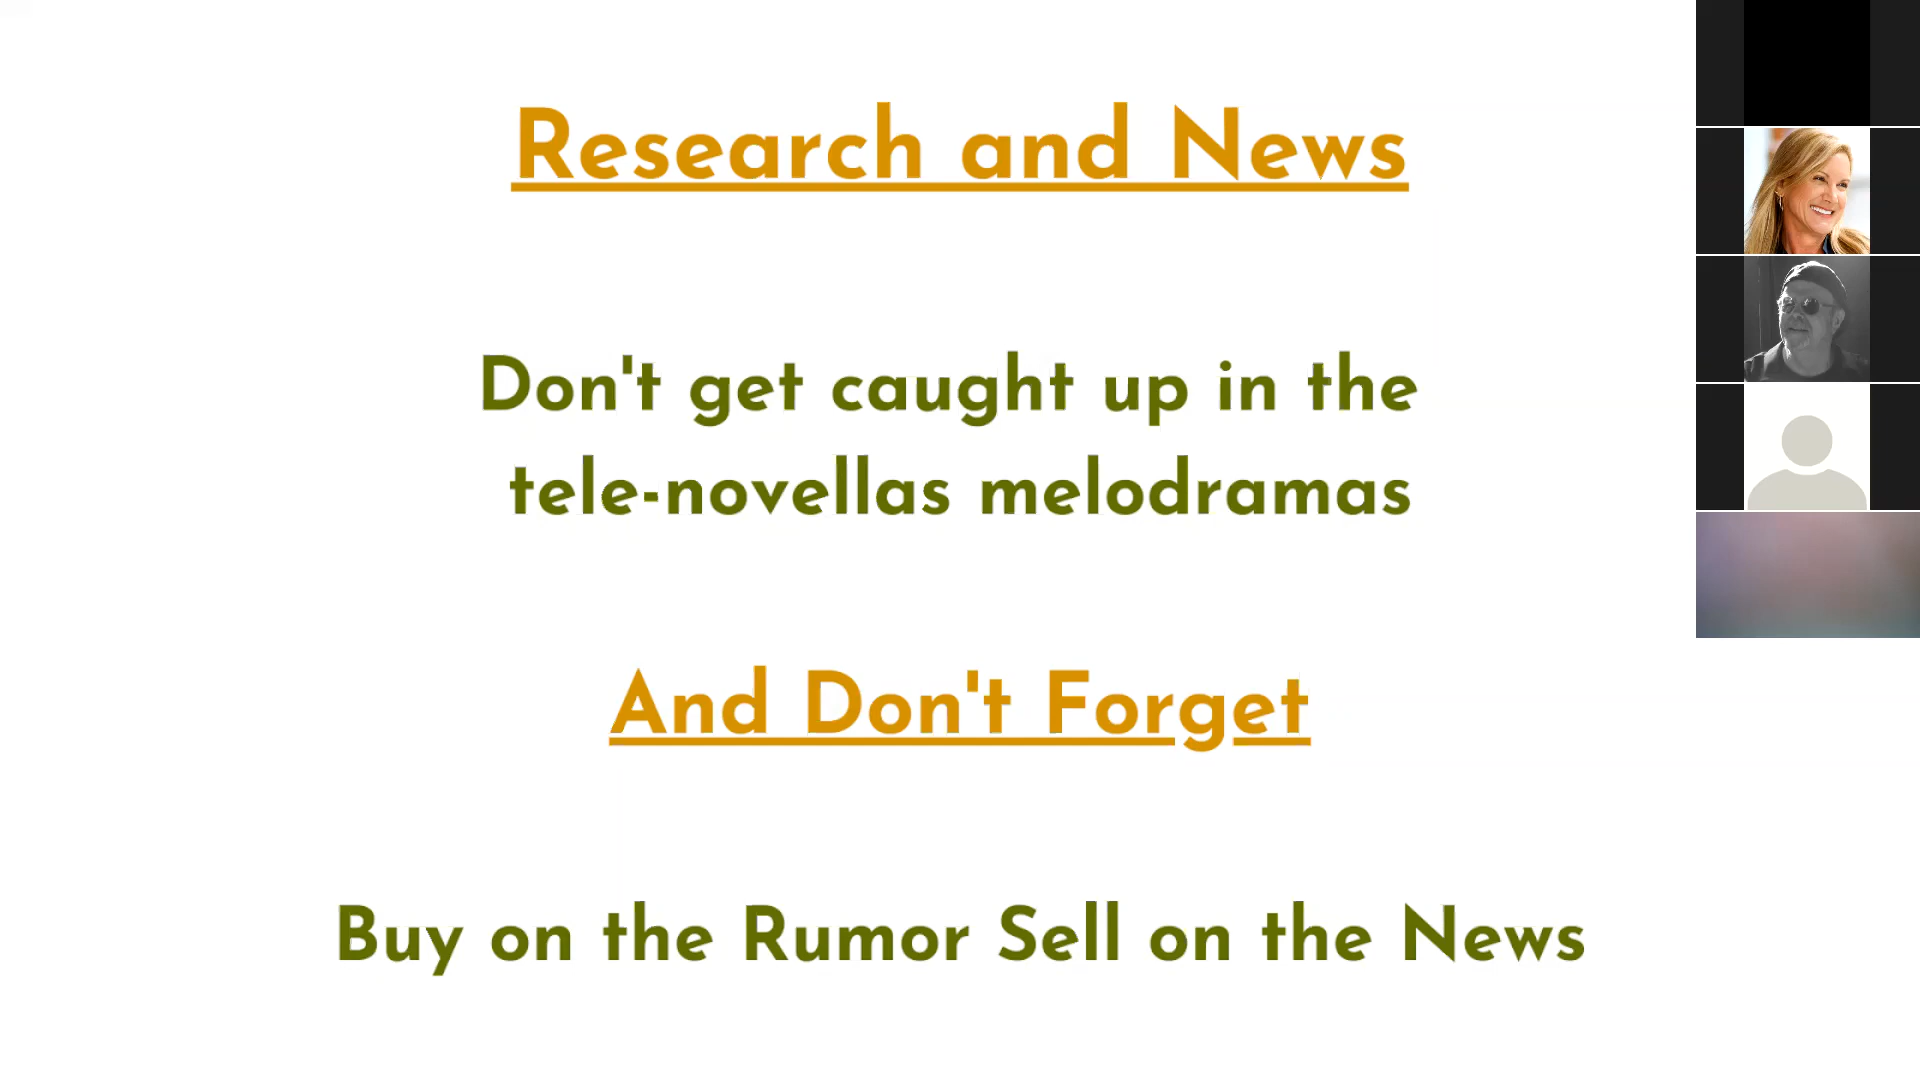 Research and News
Don't get caught up in the
tele-novellas melodramas
And Don't Forget
Buy on the Rumor Sell on the News